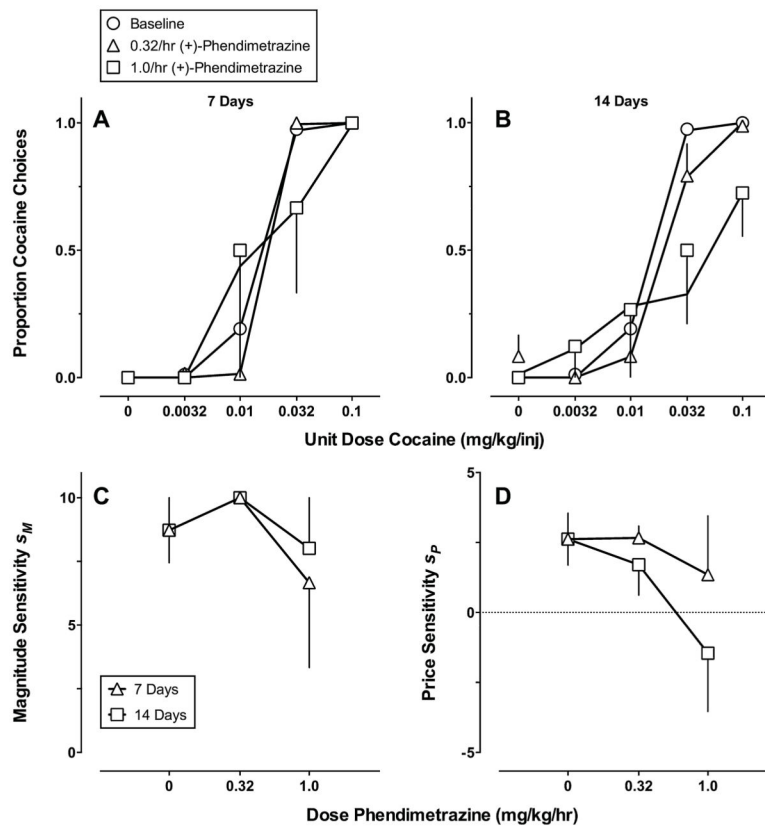 Baseline
0.32/hr (+)-Phendimetrazine
1.0/hr (+)-Phendimetrazine
A
7 Days
B
14 Days
Proportion Cocaine Choices
1.0
0.5
0.0
0 0.0032 0.01 0.032 0.1
1.0
0.5
0.0
0 0.0032 0.01 0.032 0.1
Unit Dose Cocaine (mg/kg/inj)
C
Magnitude Sensitivity sM
10
5
0
7 Days
14 Days
0 0.32 1.0
D
Price Sensitivity sP
5
0
-5
0 0.32 1.0
Dose Phendimetrazine (mg/kg/hr)